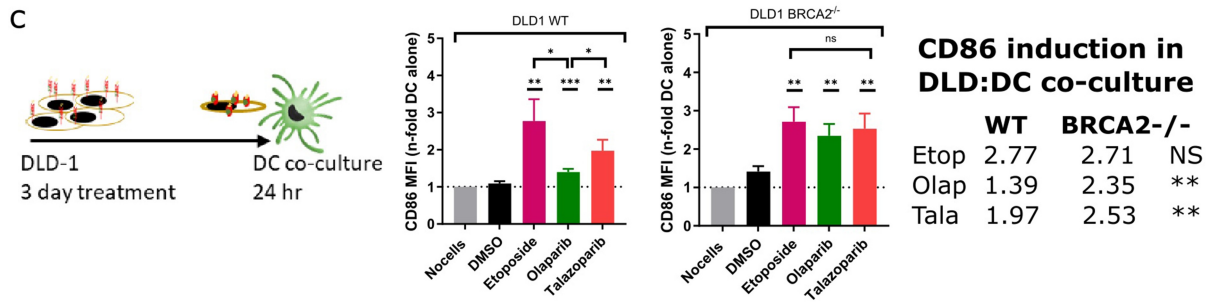 C
DLD-1
3 day treatment
DC co-culture
24 hr
DLD1 WT
CD86 MFI (n-fold DC alone)
5
4
3
2
1
0
* *
** *** **
Nocells
DMSO
Etoposide
Olaparib
Talazoparib
DLD1 BRCA2-/-
CD86 MFI (n-fold DC alone)
5
4
3
2
1
0
ns
** ** **
Nocells
DMSO
Etoposide
Olaparib
Talazoparib
CD86 induction in
DLD:DC co-culture
WT BRCA2-/-
Etop 2.77 2.71 NS
Olap 1.39 2.35 **
Tala 1.97 2.53 **